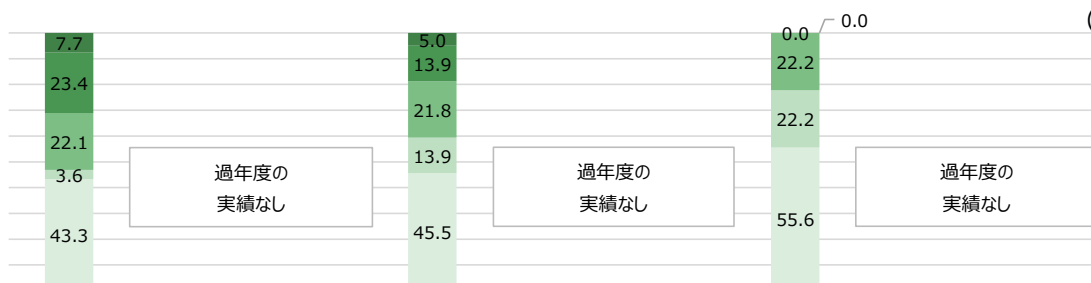 0.0
(
7.7
23.4
22.1
3.6
43.3
過年度の
実績なし
5.0
13.9
21.8
13.9
45.5
過年度の
実績なし
0.0
22.2
22.2
55.6
過年度の
実績なし